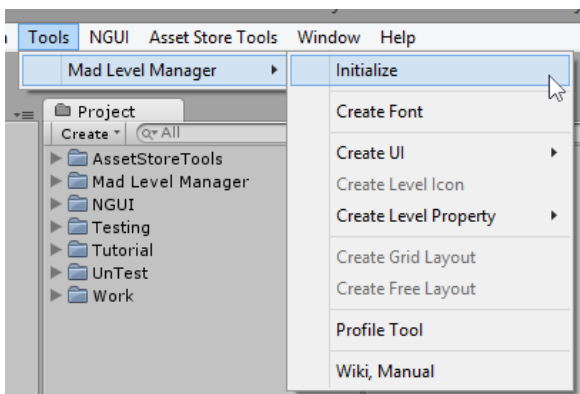 Tools NGUI Asset Store Tools Window Help
Mad Level Manager
Initialize
Create Font
Create UI
Create Level Icon
Create Level Property
Create Grid Layout
Create Free Layout
Profile Tool
Wiki, Manual
Project
Create All
AssetStoreTools
Mad Level Manager
NGUI
Testing
Tutorial
UnTest
Work